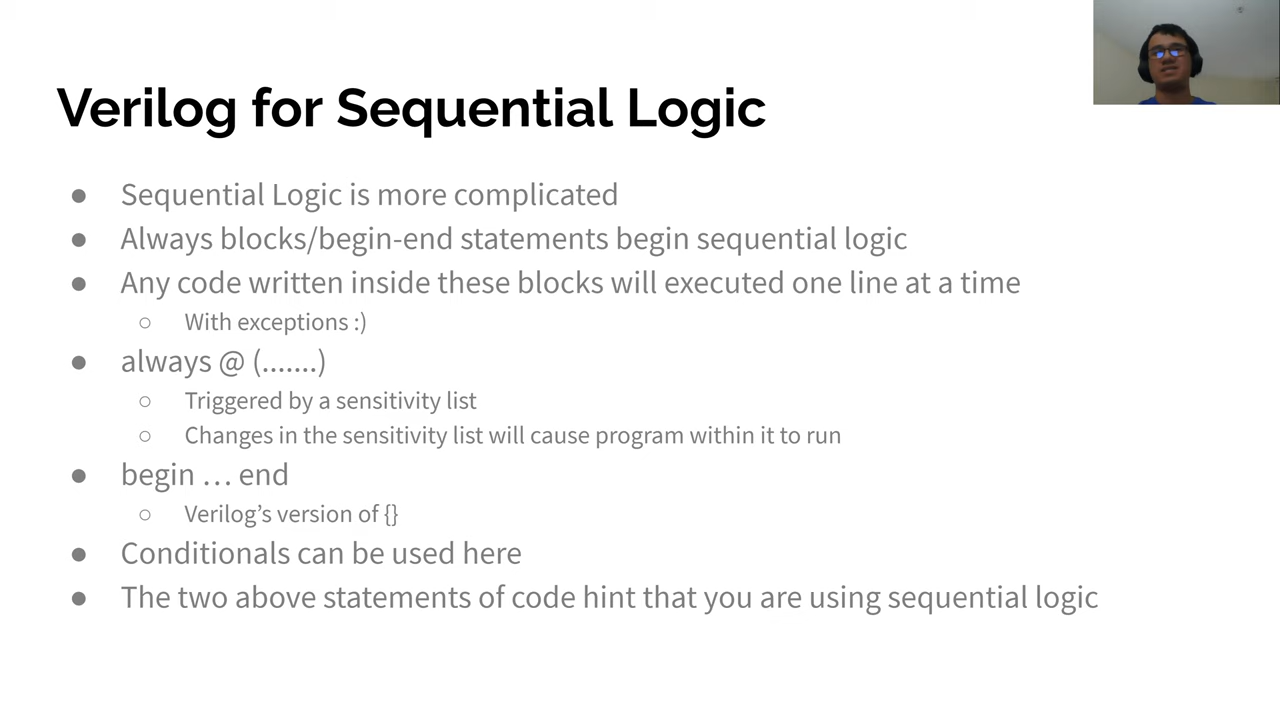 Verilog for Sequential Logic
● Sequential Logic is more complicated
● Always blocks/begin-end statements begin sequential logic
● Any code written inside these blocks will executed one line at a time
○ With exceptions :)
● always @ (.......)
○ Triggered by a sensitivity list
○ Changes in the sensitivity list will cause program within it to run
● begin … end
○ Verilog’s version of {}
● Conditionals can be used here
● The two above statements of code hint that you are using sequential logic